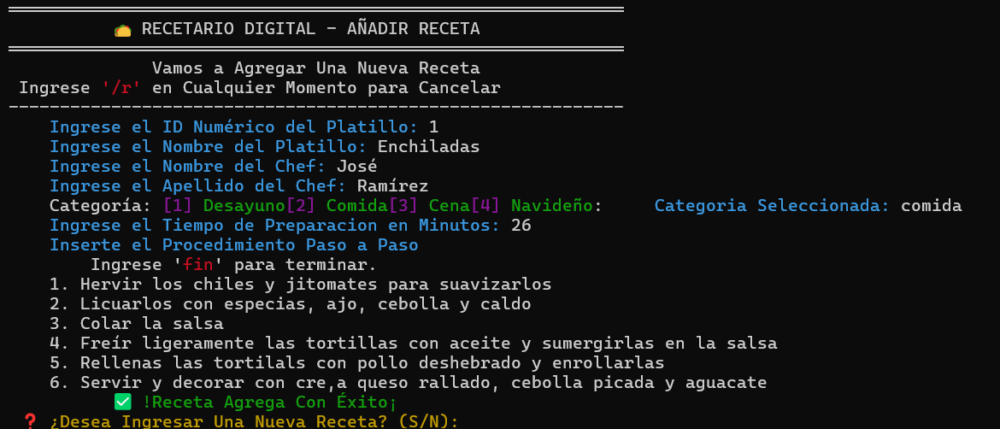 🌮 RECETARIO DIGITAL - AÑADIR RECETA
Vamos a Agregar Una Nueva Receta
Ingrese '/r' en Cualquier Momento para Cancelar
Ingrese el ID Numérico del Platillo: 1
Ingrese el Nombre del Platillo: Enchiladas
Ingrese el Nombre del Chef: José
Ingrese el Apellido del Chef: Ramírez
Categoría: [1] Desayuno[2] Comida[3] Cena[4] Navideño: Categoria Seleccionada: comida
Ingrese el Tiempo de Preparacion en Minutos: 26
Inserte el Procedimiento Paso a Paso
Ingrese 'fin' para terminar.
1. Hervir los chiles y jitomates para suavizarlos
2. Licuarlos con especias, ajo, cebolla y caldo
3. Colar la salsa
4. Freír ligeramente las tortillas con aceite y sumergirlas en la salsa
5. Rellenas las tortilals con pollo deshebrado y enrollarlas
6. Servir y decorar con cre,a queso rallado, cebolla picada y aguacate
✅ !Receta Agrega Con Éxito¡
❓ ¿Desea Ingresar Una Nueva Receta? (S/N):